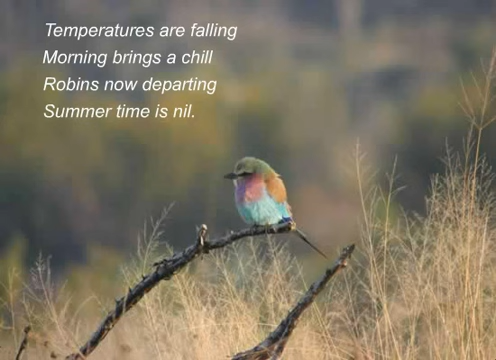 Temperatures are falling
Morning brings a chill
Robins now departing
Summer time is nil.